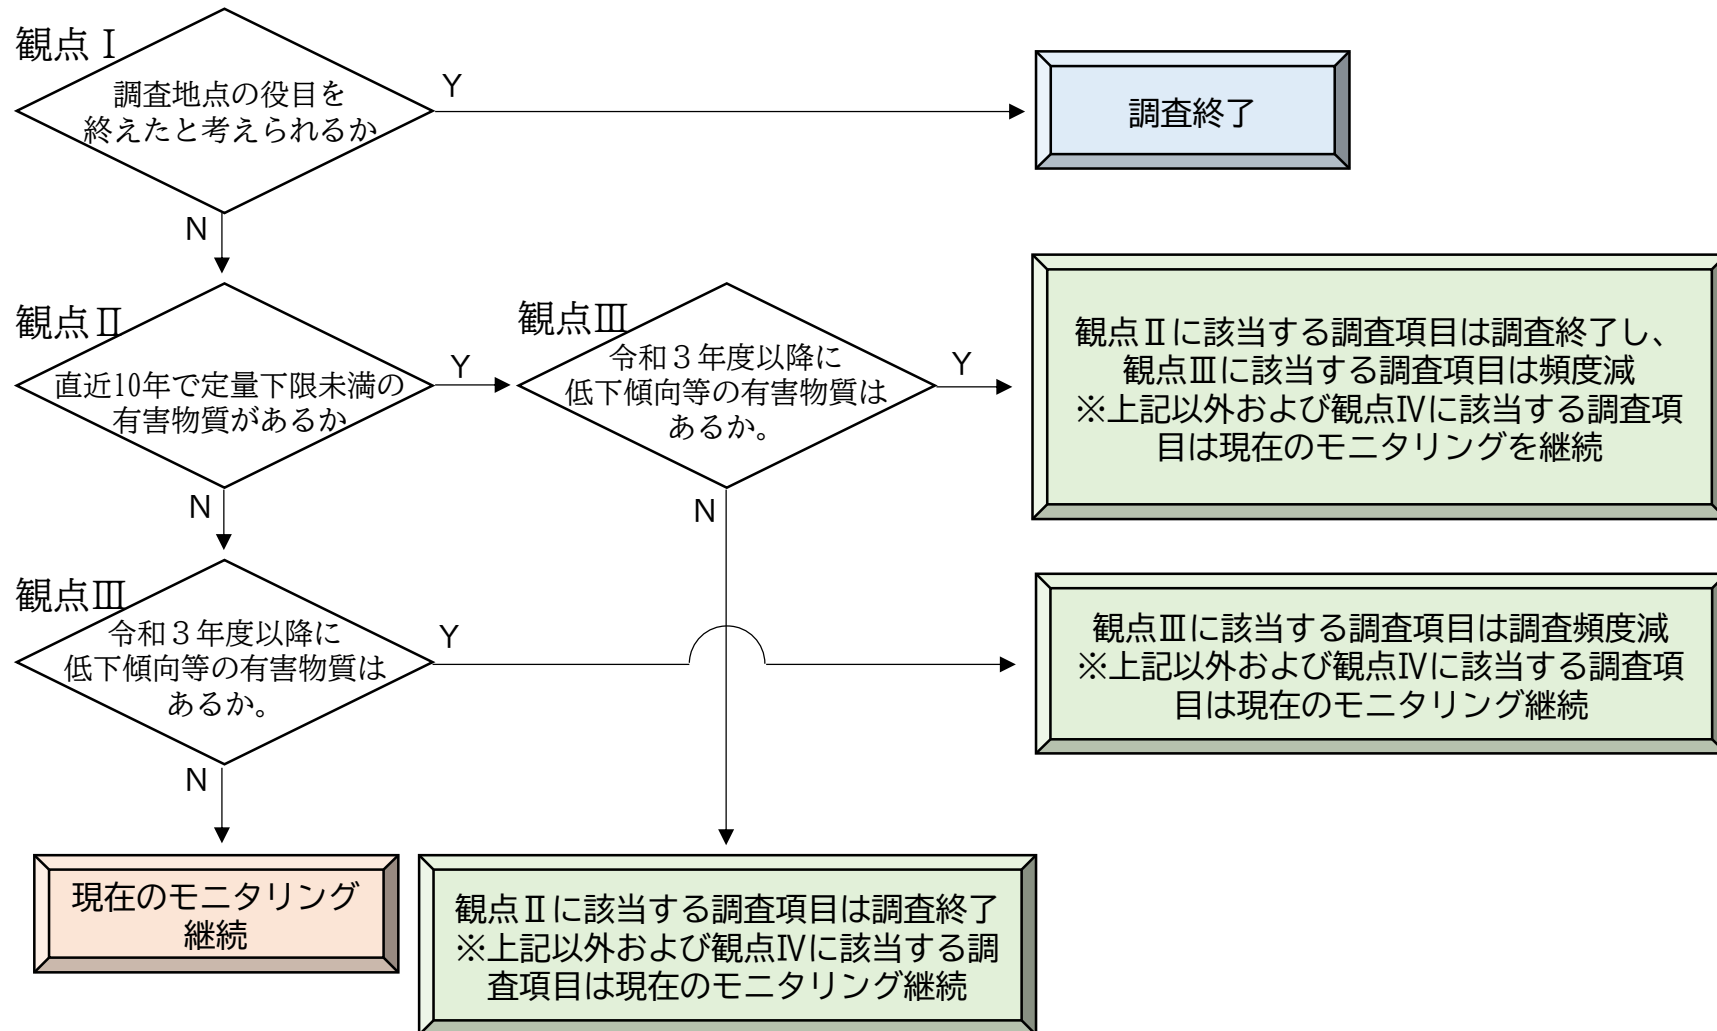 観点Ⅰ
調査地点の役目を
終えたと考えられるか
Y
調査終了
N
観点Ⅱ
直近10年で定量下限未満の
有害物質があるか
Y
観点Ⅲ
令和３年度以降に
低下傾向等の有害物質は
あるか。
Y
観点Ⅱに該当する調査項目は調査終了し、
観点Ⅲに該当する調査項目は頻度減
※上記以外および観点Ⅳに該当する調査項
目は現在のモニタリングを継続
N
N
観点Ⅲ
令和３年度以降に
低下傾向等の有害物質は
あるか。
Y
観点Ⅲに該当する調査項目は調査頻度減
※上記以外および観点Ⅳに該当する調査項
目は現在のモニタリング継続
N
現在のモニタリング
継続
観点Ⅱに該当する調査項目は調査終了
※上記以外および観点Ⅳに該当する調
査項目は現在のモニタリング継続